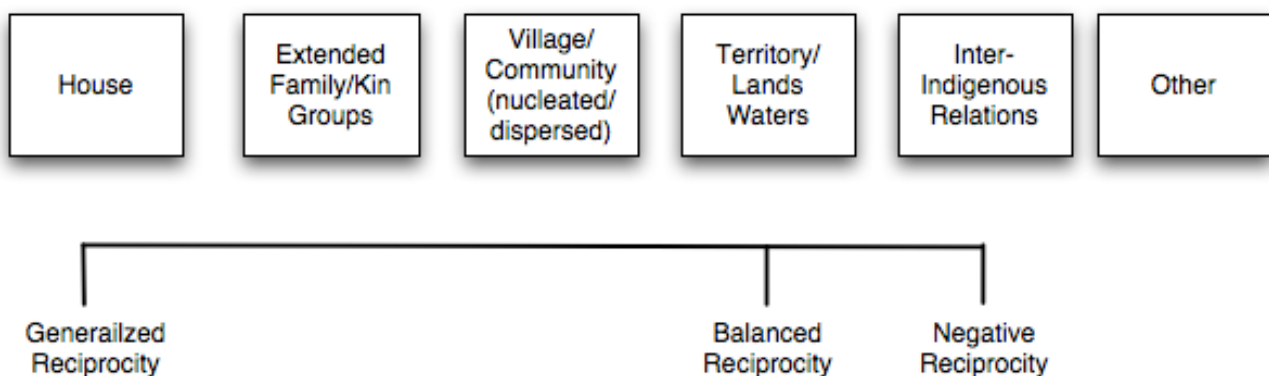 House
Extended
Family/Kin
Groups
Village/
Community
(nucleated/
dispersed)
Territory/
Lands
Waters
Inter-
Indigenous
Relations
Other
Generailzed
Reciprocity
Balanced
Reciprocity
Negative
Reciprocity